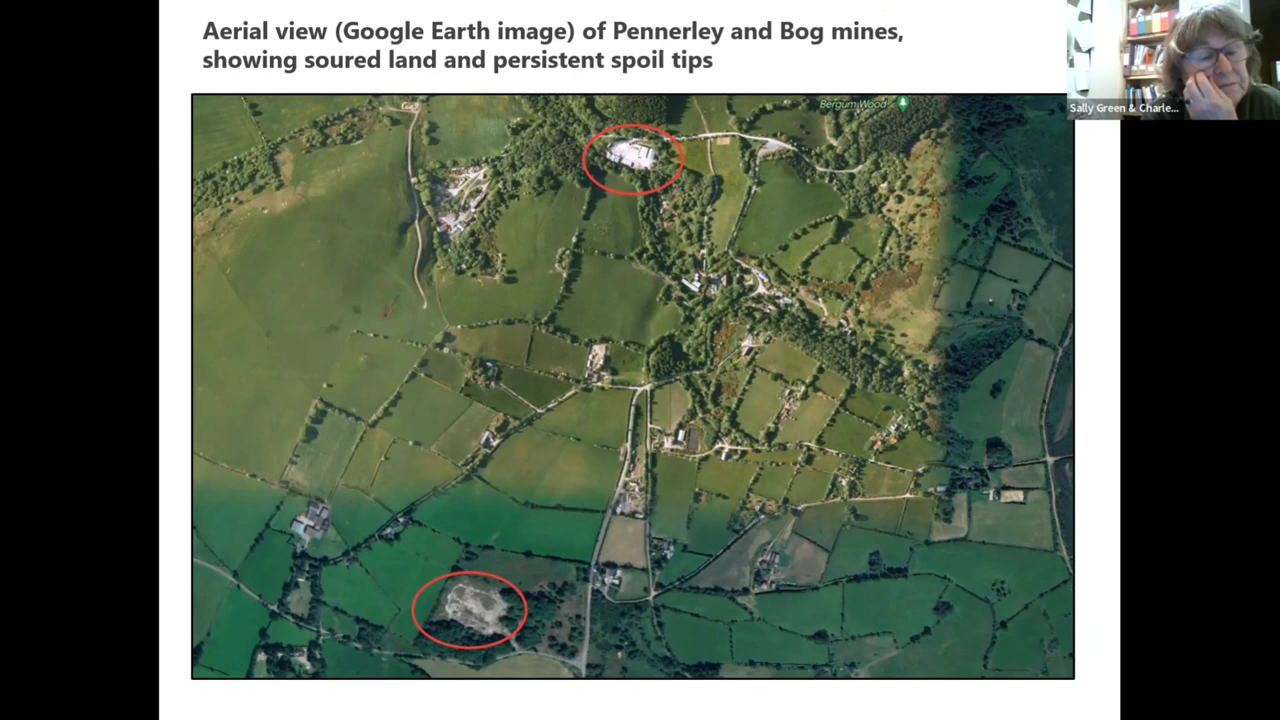 Aerial view (Google Earth image) of Pennerley and Bog mines,
showing soured land and persistent spoil tips
Sally Green & Charle...
Bergum Wood